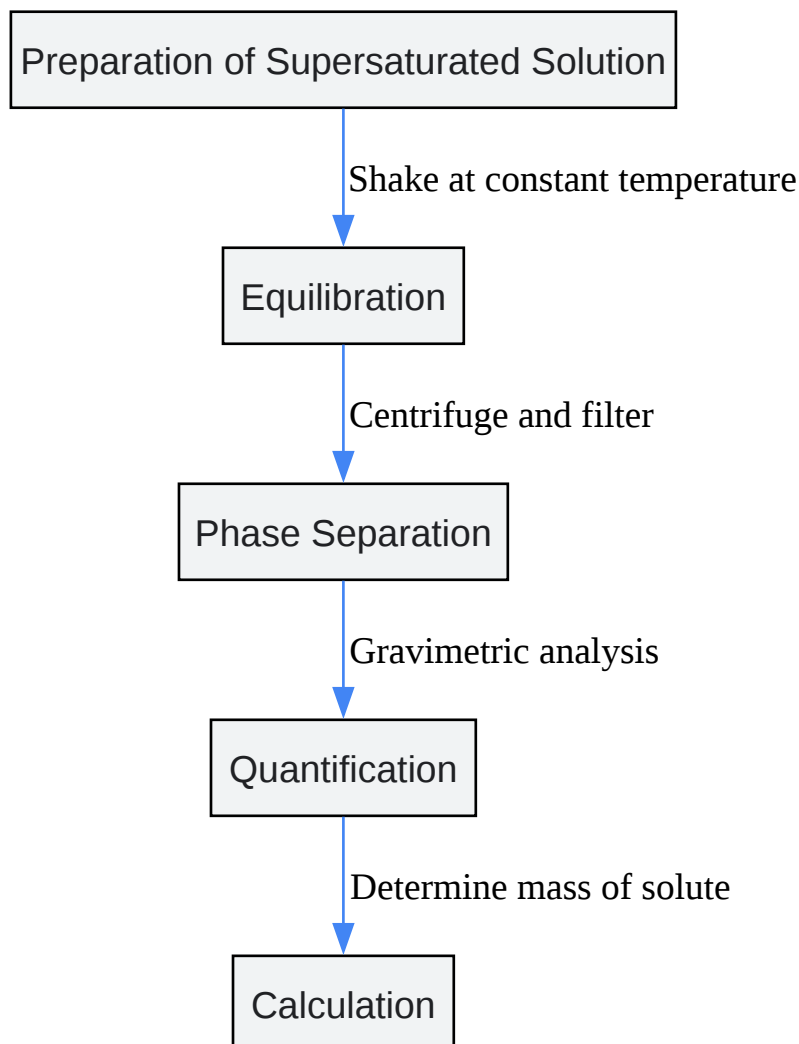 Preparation of Supersaturated Solution
Shake at constant temperature
Equilibration
Centrifuge and filter
Phase Separation
Gravimetric analysis
Quantification
Determine mass of solute
Calculation